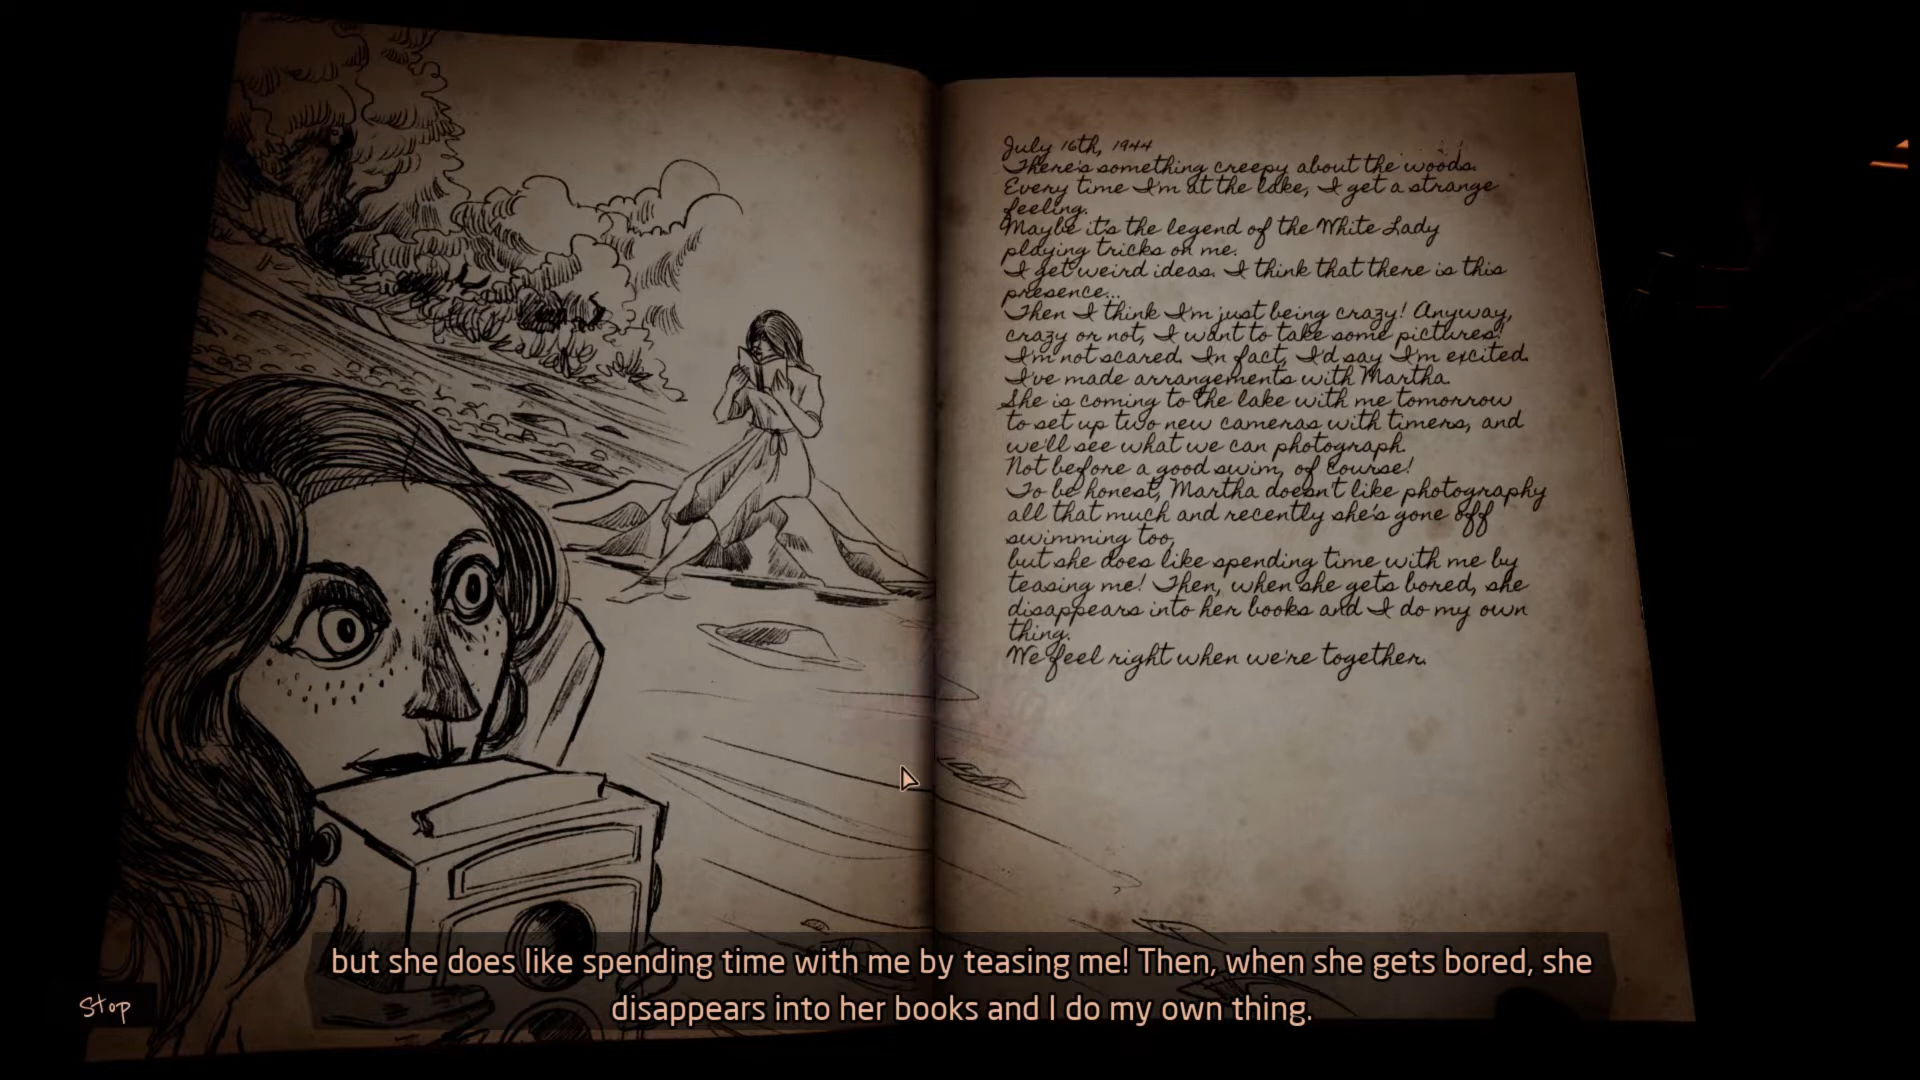 July 16th, 1944
There's something creepy about the woods.
Every time I'm at the lake, I get a strange
feeling.
Maybe it's the legend of the White Lady
playing tricks on me.
I get weird ideas. I think that there is this
presence...
Then I think I'm just being crazy! Anyway,
crazy or not, I want to take some pictures!
I'm not scared. In fact, I'd say I'm excited.
I've made arrangements with Martha.
She is coming to the lake with me tomorrow
to set up two new cameras with timers, and
we'll see what we can photograph.
Not before a good swim, of course!
To be honest, Martha doesn't like photography
all that much and recently she's gone off
swimming too,
but she does like spending time with me by
teasing me! Then, when she gets bored, she
disappears into her books and I do my own
thing.
We feel right when we're together.
but she does like spending time with me by teasing me! Then, when she gets bored, she
disappears into her books and I do my own thing.
Stop